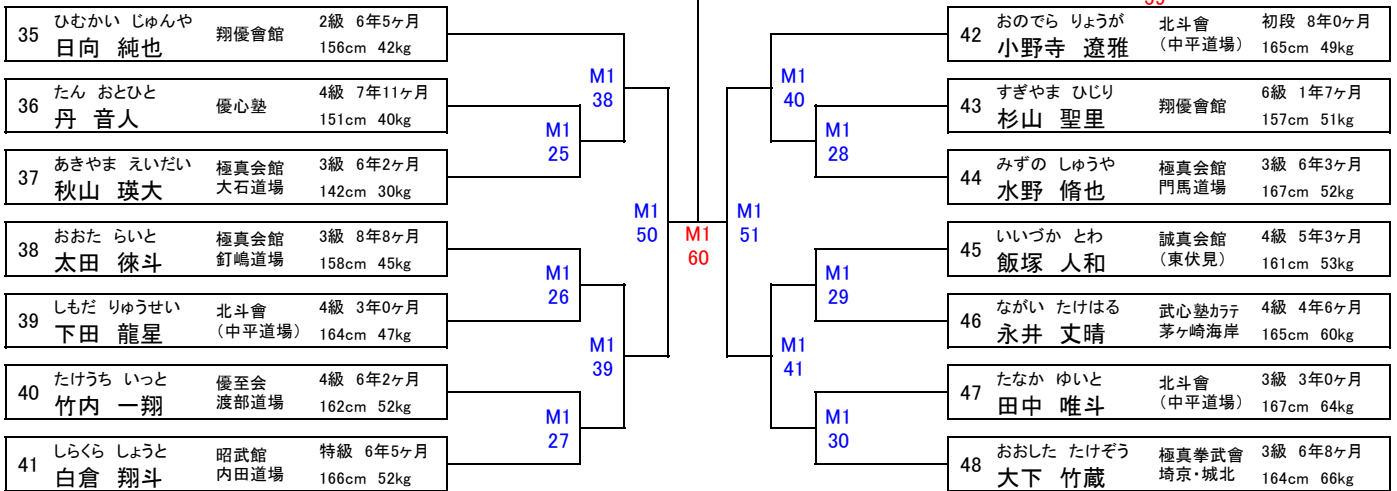 35 ひむかい じゅんや 翔優會館 2級 6年5ヶ月
日向 純也 156cm 42kg
36 たん おとひと 優心塾 4級 7年11ヶ月
丹 音人 151cm 40kg
37 あきやま えいだい 極真会館 3級 6年2ヶ月
秋山 瑛大 大石道場 142cm 30kg
38 おおた らいと 極真会館 3級 8年8ヶ月
太田 徠斗 釘嶋道場 158cm 45kg
39 しもだ りゅうせい 北斗會 4級 3年0ヶ月
下田 龍星 (中平道場) 164cm 47kg
40 たけうち いっと 優至会 4級 6年2ヶ月
竹内 一翔 渡部道場 162cm 52kg
41 しらくら しょうと 昭武館 特級 6年5ヶ月
白倉 翔斗 内田道場 166cm 52kg
M1
38
M1
25
M1
26
M1
39
M1
27
M1
50
M1
60
M1
51
M1
40
M1
28
M1
29
M1
41
M1
30
42 おのでら りょうが 北斗會 初段 8年0ヶ月
小野寺 遼雅 (中平道場) 165cm 49kg
43 すぎやま ひじり 翔優會館 6級 1年7ヶ月
杉山 聖里 157cm 51kg
44 みずの しゅうや 極真会館 3級 6年3ヶ月
水野 脩也 門馬道場 167cm 52kg
45 いいづか とわ 誠真会館 4級 5年3ヶ月
飯塚 人和 (東伏見) 161cm 53kg
46 ながい たけはる 武心塾カラテ 4級 4年6ヶ月
永井 丈晴 茅ヶ崎海岸 165cm 60kg
47 たなか ゆいと 北斗會 3級 3年0ヶ月
田中 唯斗 (中平道場) 167cm 64kg
48 おおした たけぞう 極真拳武會 3級 6年8ヶ月
大下 竹蔵 埼京・城北 164cm 66kg